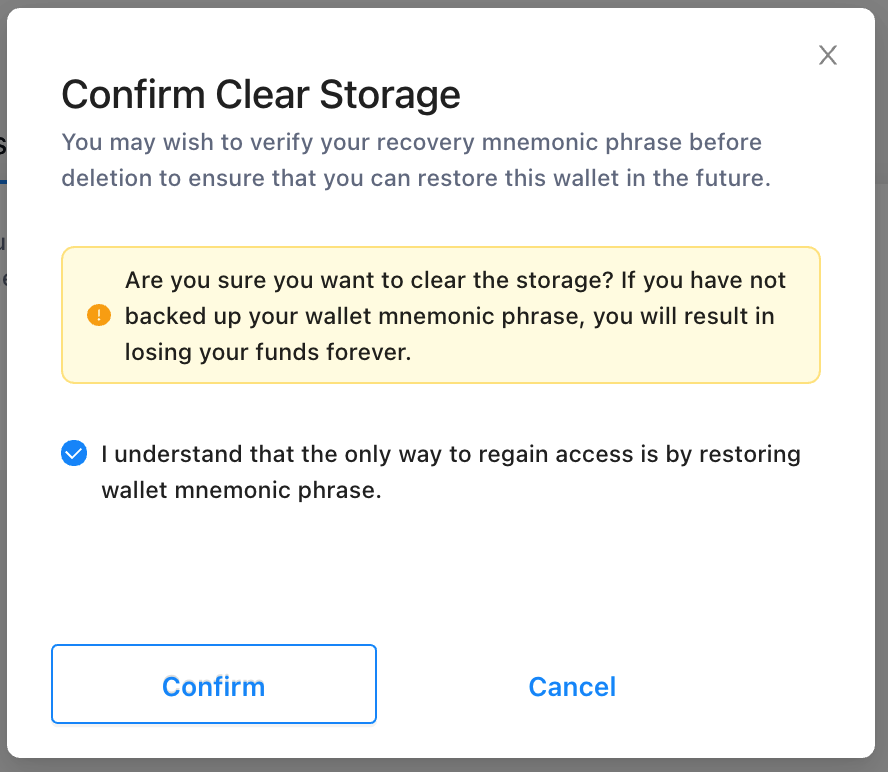 Confirm Clear Storage
You may wish to verify your recovery mnemonic phrase before
deletion to ensure that you can restore this wallet in the future.
Are you sure you want to clear the storage? If you have not
backed up your wallet mnemonic phrase, you will result in
losing your funds forever.
I understand that the only way to regain access is by restoring
wallet mnemonic phrase.
Confirm
Cancel